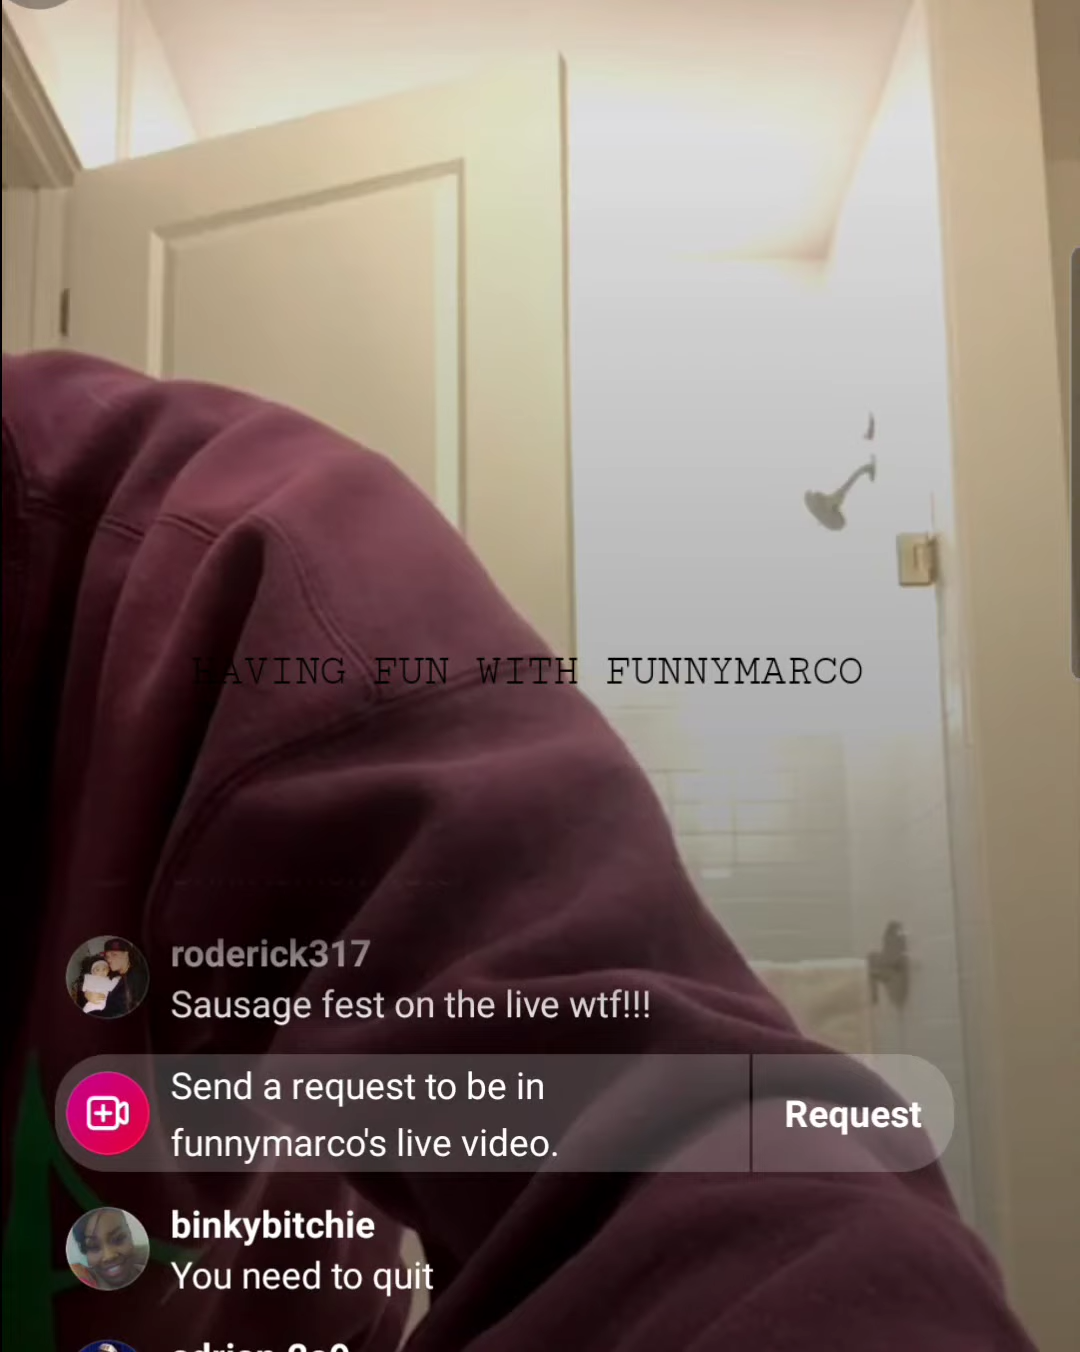 HAVING FUN WITH FUNNYMARCO
roderick317
Sausage fest on the live wtf!!!
Send a request to be in
funnymarco's live video.
Request
binkybitchie
You need to quit